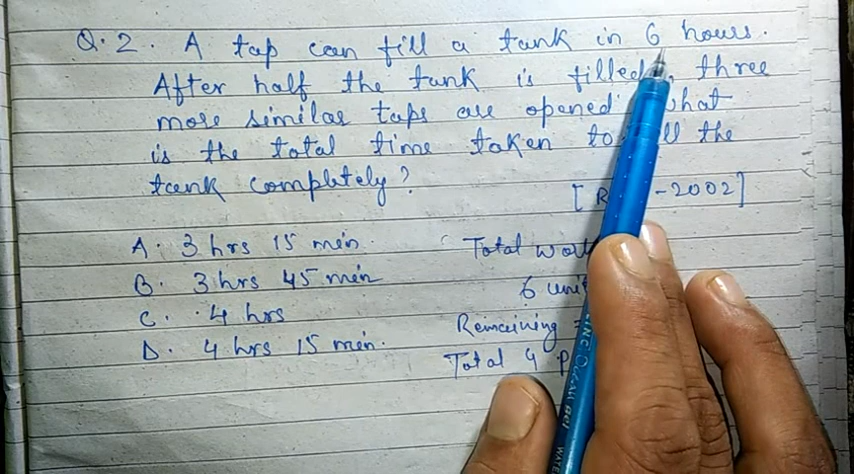 Q.2. A tap can fill a tank in 6 hours.
After half the tank is filled, three
more similar taps are opened. what
is the total time taken to the
tank completely?
[ -2002]
A. 3 hrs 15 min.
B. 3 hrs 45 min
C. 4 hrs
D. 4 hrs 15 min.
Total
6
Remaining
Total 4